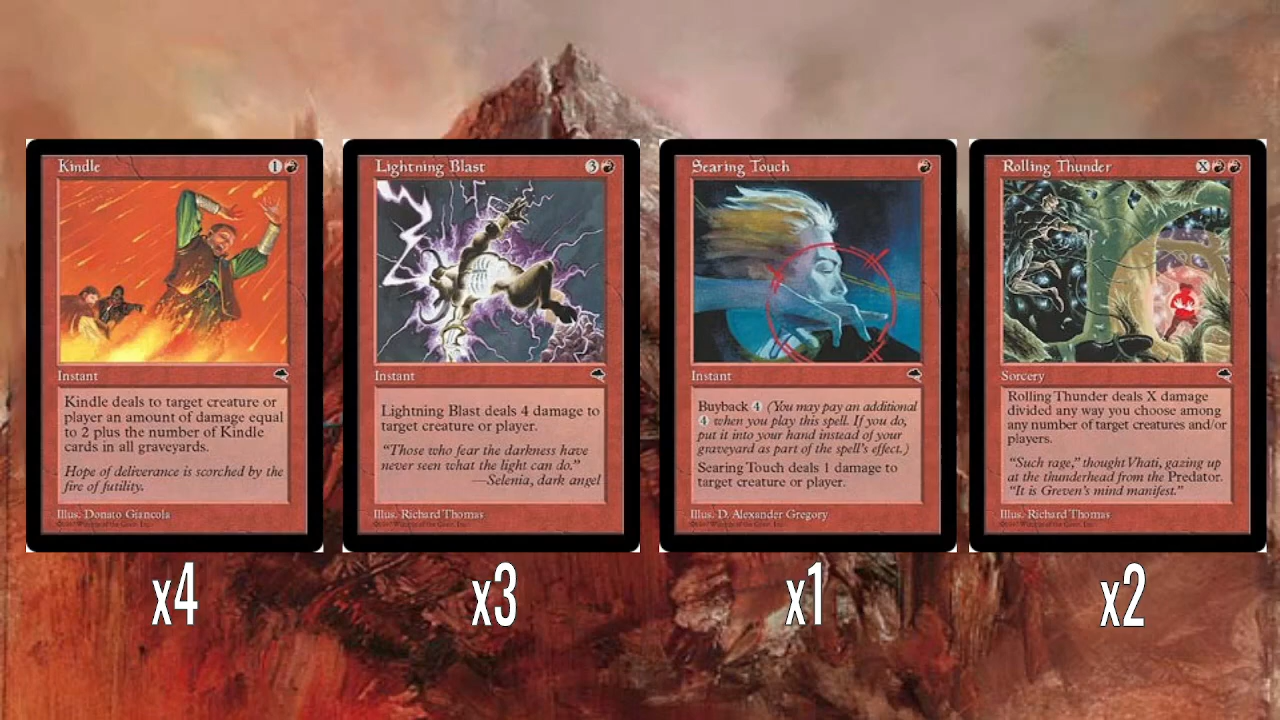 Kindle 1
Instant
Kindle deals to target creature or
player an amount of damage equal
to 2 plus the number of Kindle
cards in all graveyards.
Hope of deliverance is scorched by the
fire of futility.
Illus. Donato Giancola
x4
Lightning Blast 3
Instant
Lightning Blast deals 4 damage to
target creature or player.
“Those who fear the darkness have
never seen what the light can do.”
—Selenia, dark angel
Illus. Richard Thomas
x3
Searing Touch
Instant
Buyback 4 (You may pay an additional
4 when you play this spell. If you do,
put it into your hand instead of your
graveyard as part of the spell's effect.)
Searing Touch deals 1 damage to
target creature or player.
Illus. D. Alexander Gregory
x1
Rolling Thunder X
Sorcery
Rolling Thunder deals X damage
divided any way you choose among
any number of target creatures and/or
players.
“Such rage,” thought Vhati, gazing up
at the thunderhead from the Predator.
“It is Greven's mind manifest.”
Illus. Richard Thomas
x2